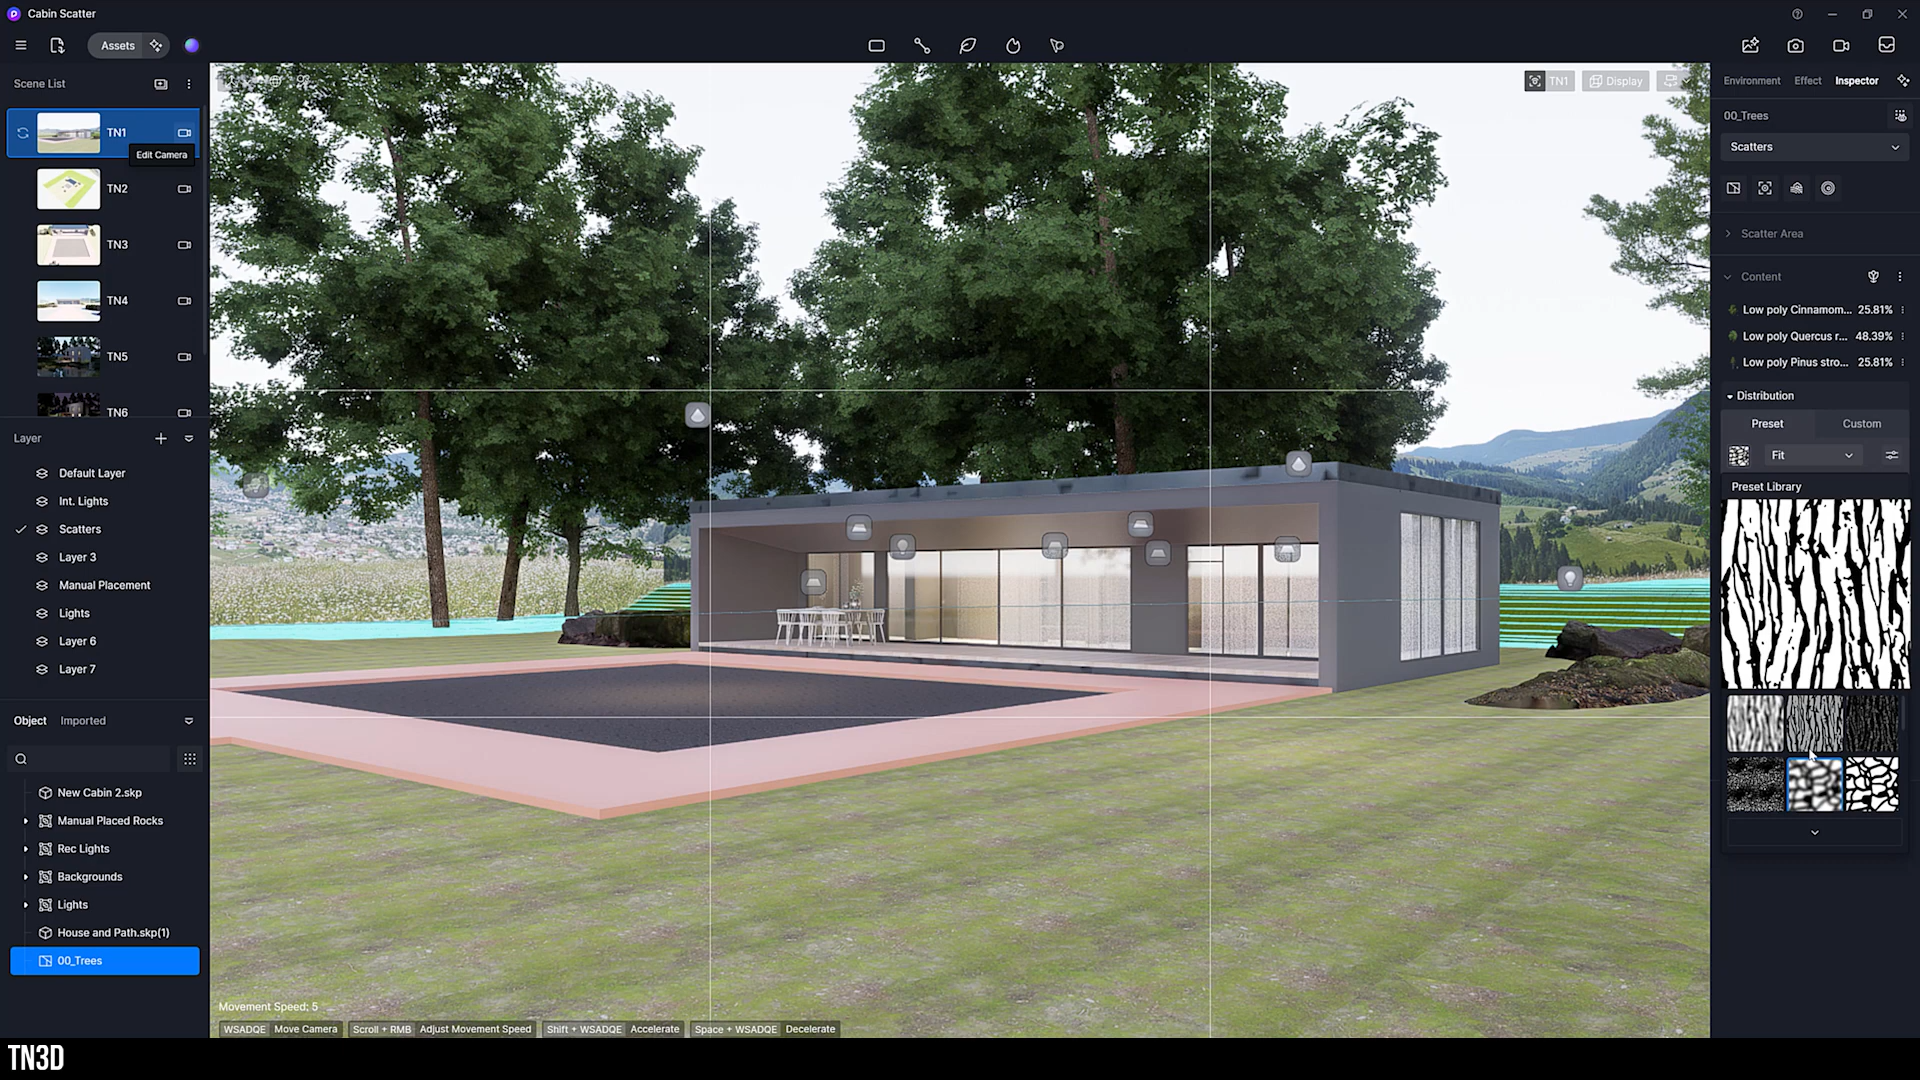 Cabin Scatter
Assets
Scene List
TN1
Edit Camera
TN2
TN3
TN4
TN5
TN6
Layer
Default Layer
Int. Lights
Scatters
Layer 3
Manual Placement
Lights
Layer 6
Layer 7
Object Imported
New Cabin 2.skp
Manual Placed Rocks
Rec Lights
Backgrounds
Lights
House and Path.skp(1)
00_Trees
TN1 Display
Movement Speed: 5
WSADQE Move Camera Scroll + RMB Adjust Movement Speed Shift + WSADQE Accelerate Space + WSADQE Decelerate
Environment Effect Inspector
00_Trees
Scatters
Scatter Area
Content
Low poly Cinnamom... 25.81%
Low poly Quercus r... 48.39%
Low poly Pinus stro... 25.81%
Distribution
Preset Custom
Fit
Preset Library
TN3D